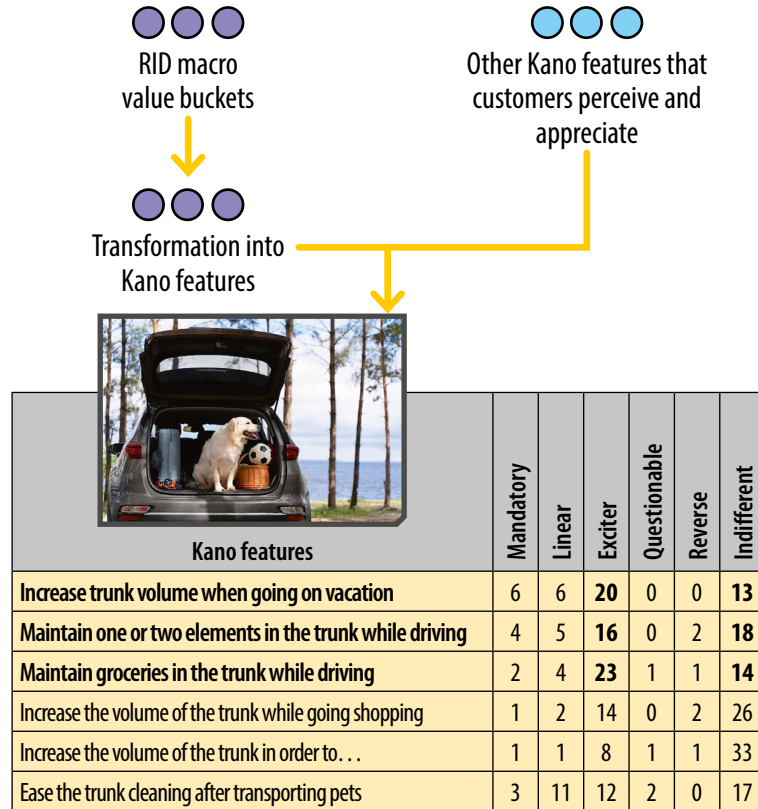 RID macro
value buckets
Other Kano features that
customers perceive and
appreciate
Transformation into
Kano features
Kano features
Mandatory
Linear
Exciter
Questionable
Reverse
Indifferent
Increase trunk volume when going on vacation 6 6 20 0 0 13
Maintain one or two elements in the trunk while driving 4 5 16 0 2 18
Maintain groceries in the trunk while driving 2 4 23 1 1 14
Increase the volume of the trunk while going shopping 1 2 14 0 2 26
Increase the volume of the trunk in order to… 1 1 8 1 1 33
Ease the trunk cleaning after transporting pets 3 11 12 2 0 17